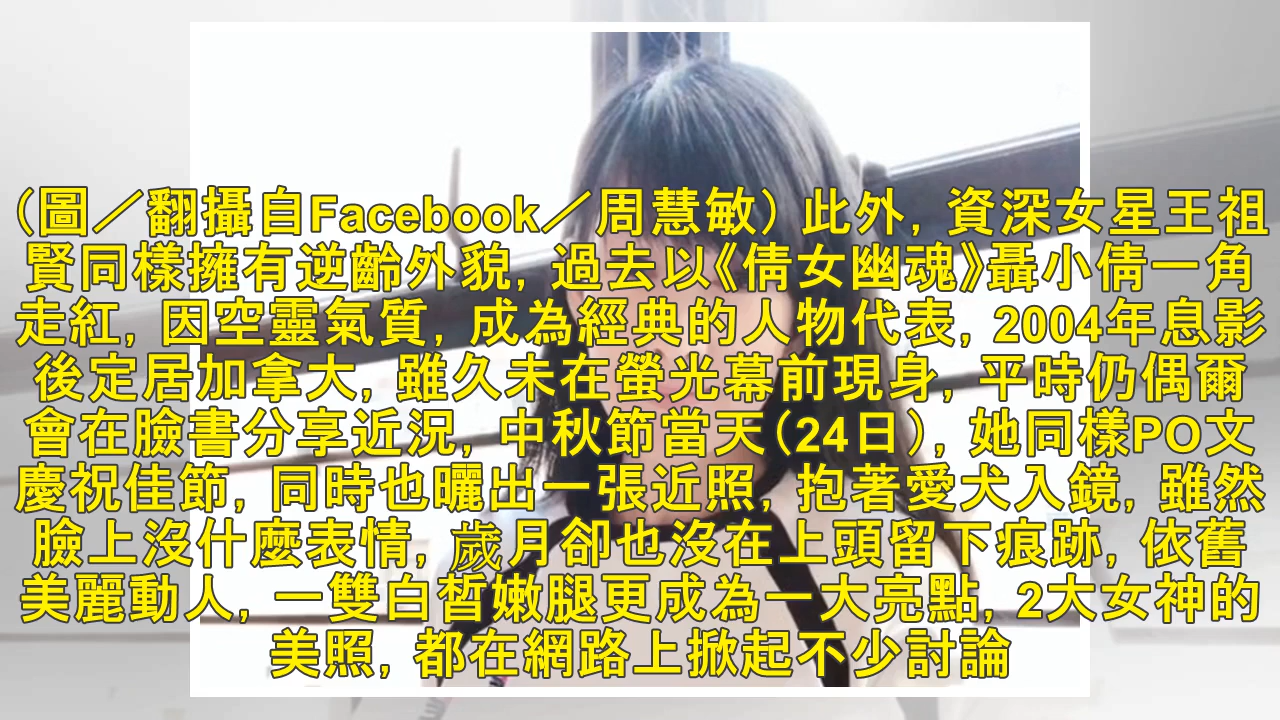 (圖／翻攝自Facebook／周慧敏) 此外, 資深女星王祖
賢同樣擁有逆齡外貌, 過去以《倩女幽魂》聶小倩一角
走紅, 因空靈氣質, 成為經典的人物代表, 2004年息影
後定居加拿大, 雖久未在螢光幕前現身, 平時仍偶爾
會在臉書分享近況, 中秋節當天(24日), 她同樣PO文
慶祝佳節, 同時也曬出一張近照, 抱著愛犬入鏡, 雖然
臉上沒什麼表情, 歲月卻也沒在上頭留下痕跡, 依舊
美麗動人, 一雙白皙嫩腿更成為一大亮點, 2大女神的
美照, 都在網路上掀起不少討論